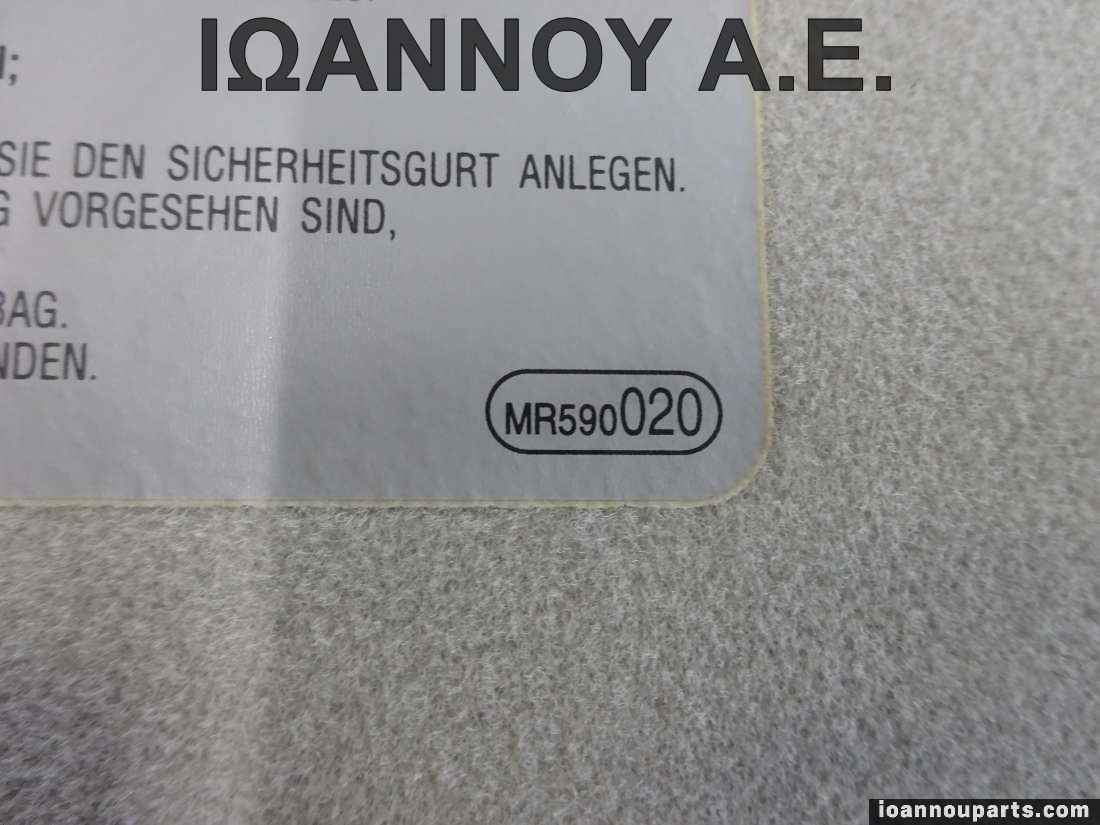 ΙΩΑΝΝΟΥ Α.Ε.
SIE DEN SICHERHEITSGURT ANLEGEN.
G VORGESEHEN SIND,
BAG.
NDEN.
MR590020
ioannouparts.com